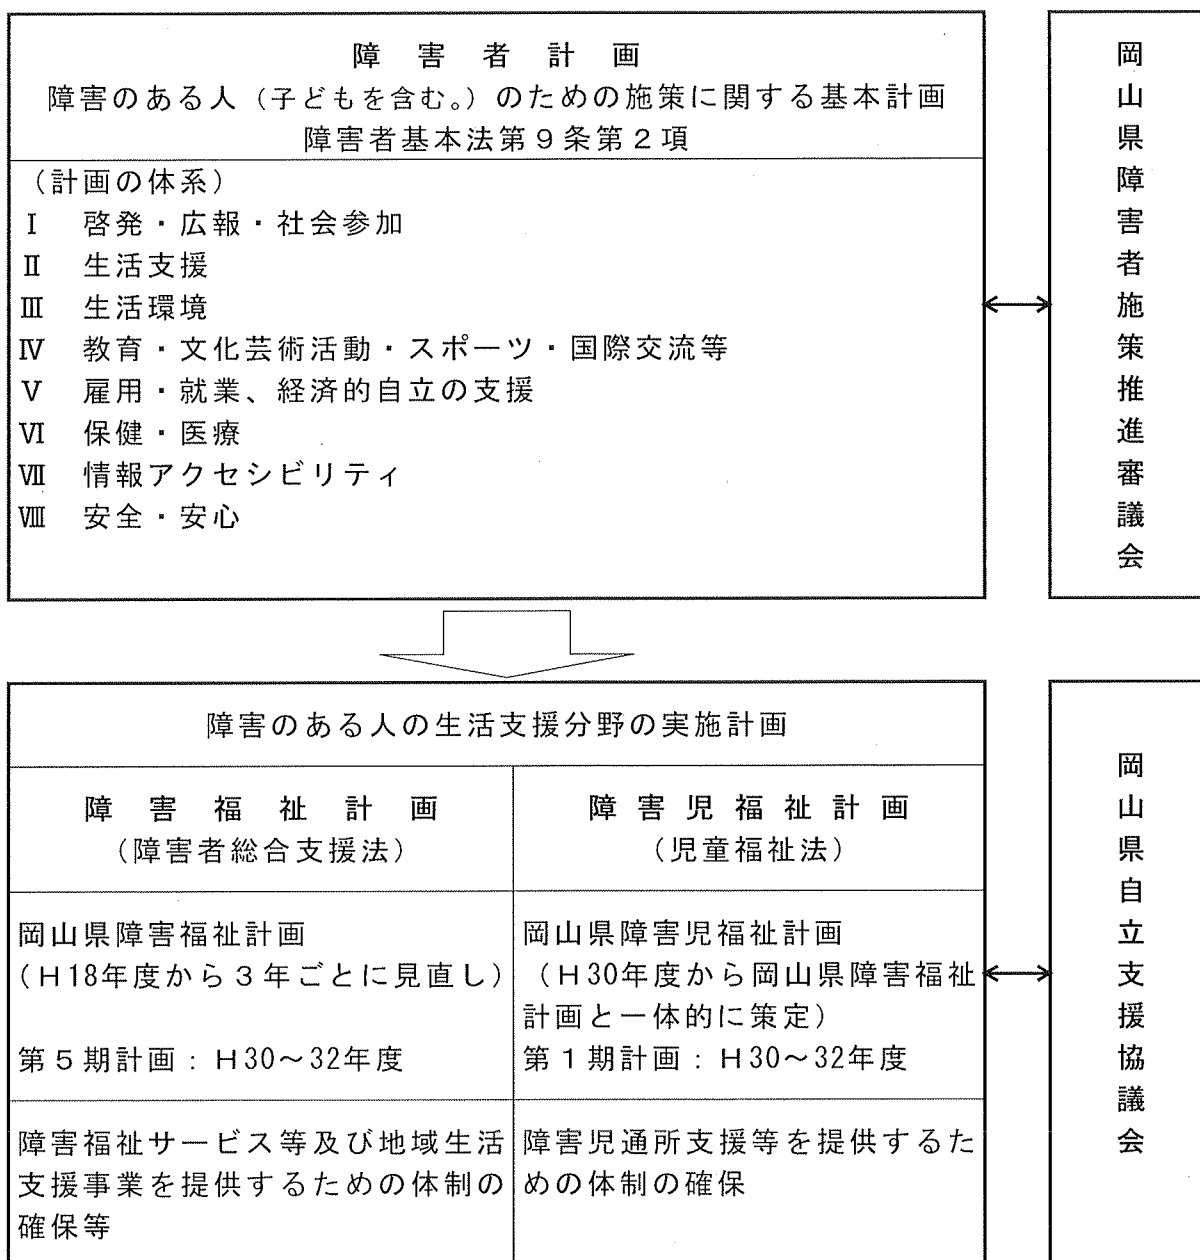 障害者計画
障害のある人（子どもを含む。）のための施策に関する基本計画
障害者基本法第９条第２項
（計画の体系）
Ⅰ　啓発・広報・社会参加
Ⅱ　生活支援
Ⅲ　生活環境
Ⅳ　教育・文化芸術活動・スポーツ・国際交流等
Ⅴ　雇用・就業、経済的自立の支援
Ⅵ　保健・医療
Ⅶ　情報アクセシビリティ
Ⅷ　安全・安心
岡山県障害者施策推進審議会
障害のある人の生活支援分野の実施計画
障害福祉計画
（障害者総合支援法）
岡山県障害福祉計画
（Ｈ18年度から３年ごとに見直し）
第５期計画：Ｈ30～32年度
障害福祉サービス等及び地域生活
支援事業を提供するための体制の
確保等
障害児福祉計画
（児童福祉法）
岡山県障害児福祉計画
（Ｈ30年度から岡山県障害福祉
計画と一体的に策定）
第１期計画：Ｈ30～32年度
障害児通所支援等を提供するた
めの体制の確保
岡山県自立支援協議会